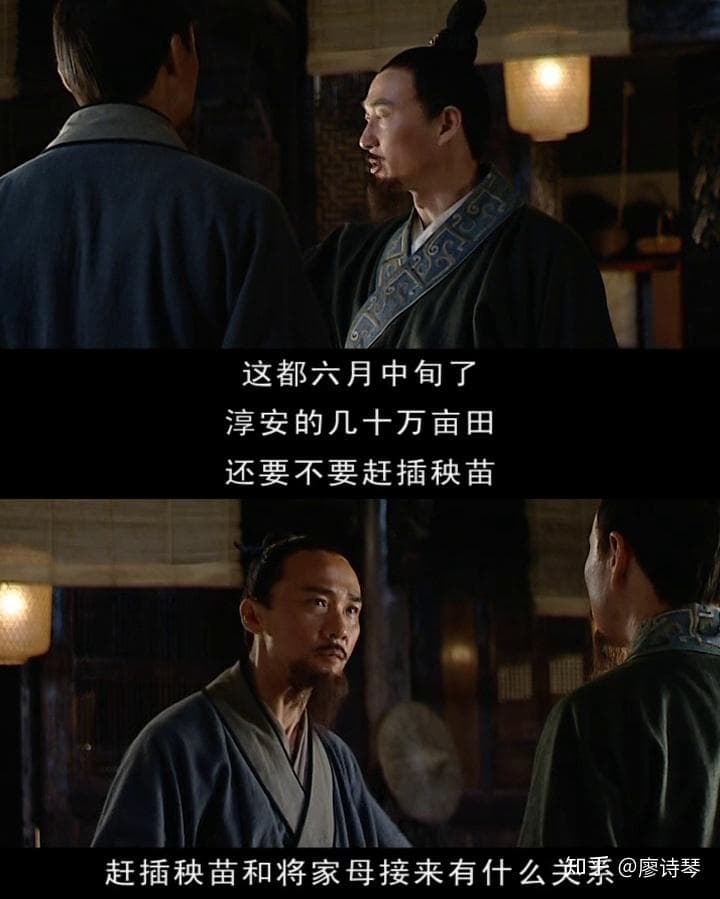 这都六月中旬了
淳安的几十万亩田
还要不要赶插秧苗
赶插秧苗和将家母接来有什么关系
知乎 @廖诗琴